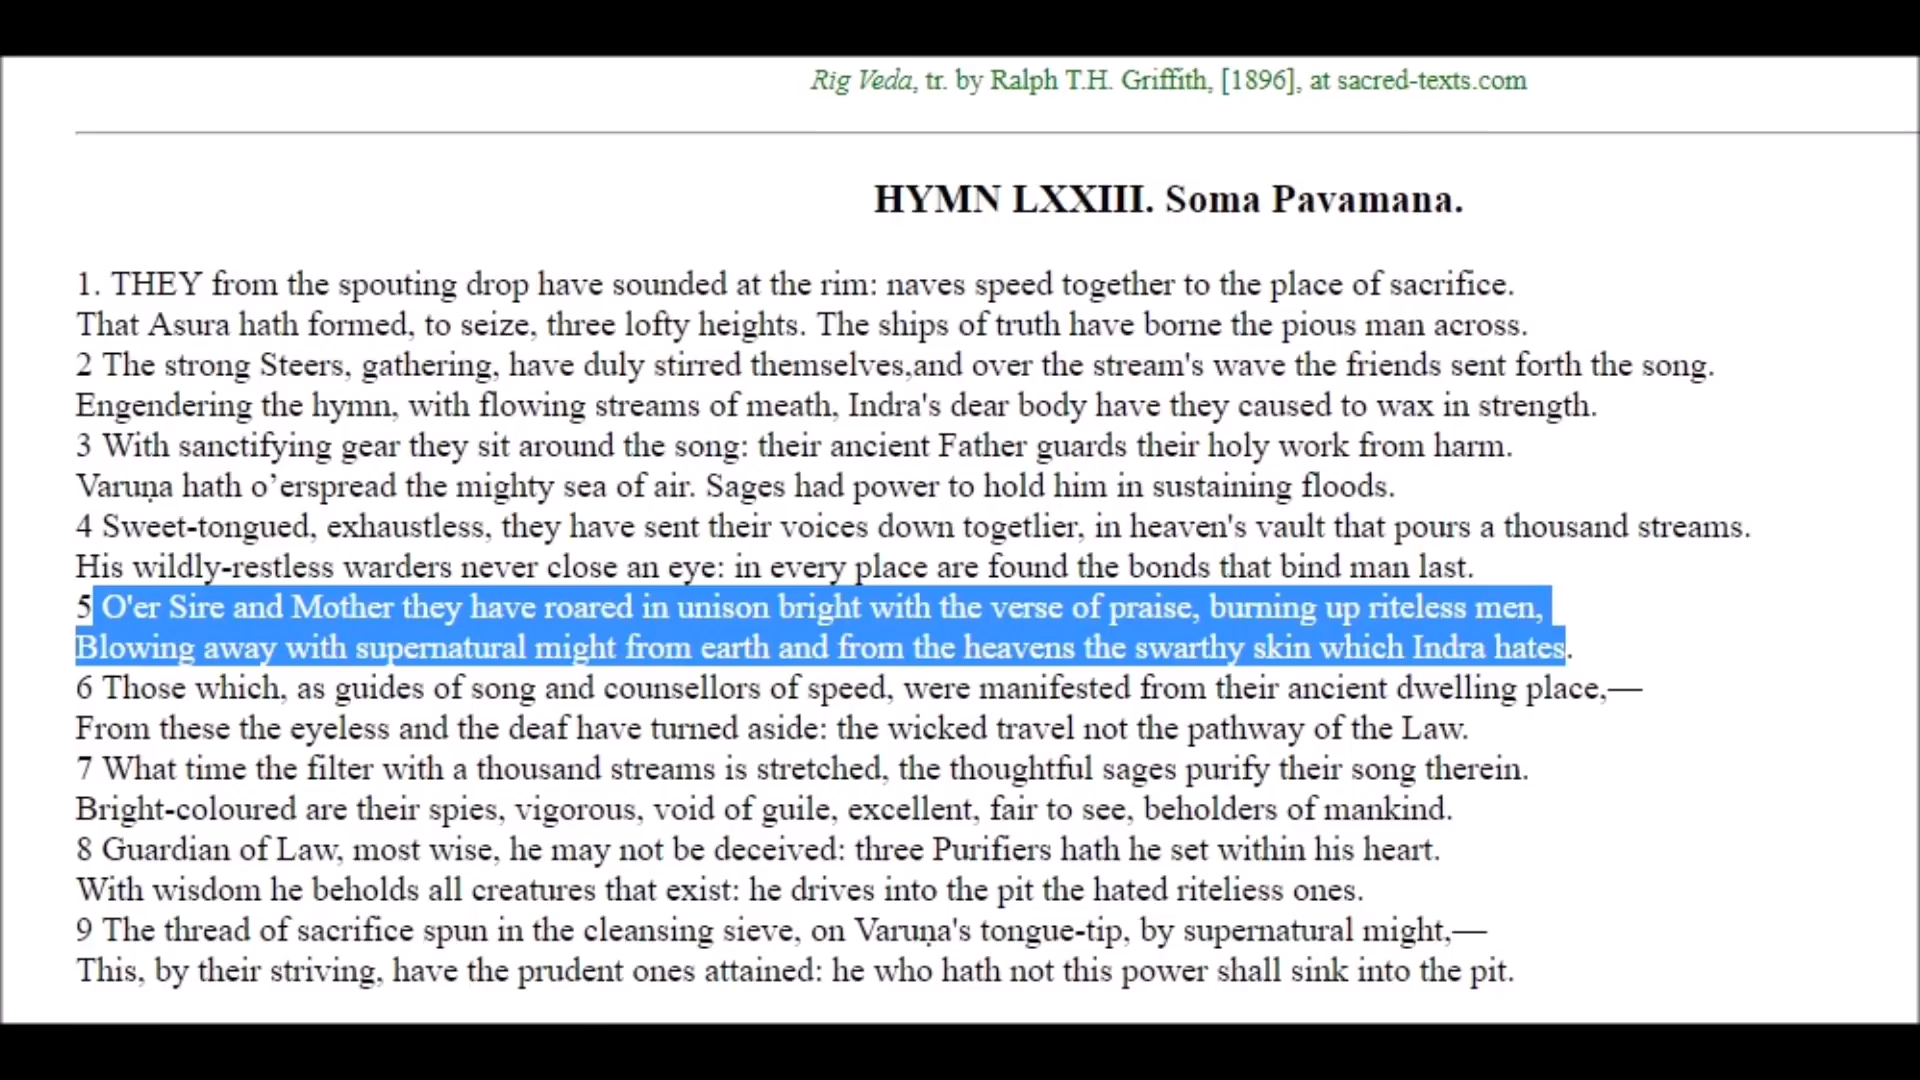 Rig Veda, tr. by Ralph T.H. Griffith, [1896], at sacred-texts.com
HYMN LXXIII. Soma Pavamana.
1. THEY from the spouting drop have sounded at the rim: naves speed together to the place of sacrifice.
That Asura hath formed, to seize, three lofty heights. The ships of truth have borne the pious man across.
2 The strong Steers, gathering, have duly stirred themselves,and over the stream's wave the friends sent forth the song.
Engendering the hymn, with flowing streams of meath, Indra's dear body have they caused to wax in strength.
3 With sanctifying gear they sit around the song: their ancient Father guards their holy work from harm.
Varuṇa hath o’erspread the mighty sea of air. Sages had power to hold him in sustaining floods.
4 Sweet-tongued, exhaustless, they have sent their voices down togetlier, in heaven's vault that pours a thousand streams.
His wildly-restless warders never close an eye: in every place are found the bonds that bind man last.
5 O'er Sire and Mother they have roared in unison bright with the verse of praise, burning up riteless men,
Blowing away with supernatural might from earth and from the heavens the swarthy skin which Indra hates.
6 Those which, as guides of song and counsellors of speed, were manifested from their ancient dwelling place,—
From these the eyeless and the deaf have turned aside: the wicked travel not the pathway of the Law.
7 What time the filter with a thousand streams is stretched, the thoughtful sages purify their song therein.
Bright-coloured are their spies, vigorous, void of guile, excellent, fair to see, beholders of mankind.
8 Guardian of Law, most wise, he may not be deceived: three Purifiers hath he set within his heart.
With wisdom he beholds all creatures that exist: he drives into the pit the hated riteliess ones.
9 The thread of sacrifice spun in the cleansing sieve, on Varuṇa's tongue-tip, by supernatural might,—
This, by their striving, have the prudent ones attained: he who hath not this power shall sink into the pit.